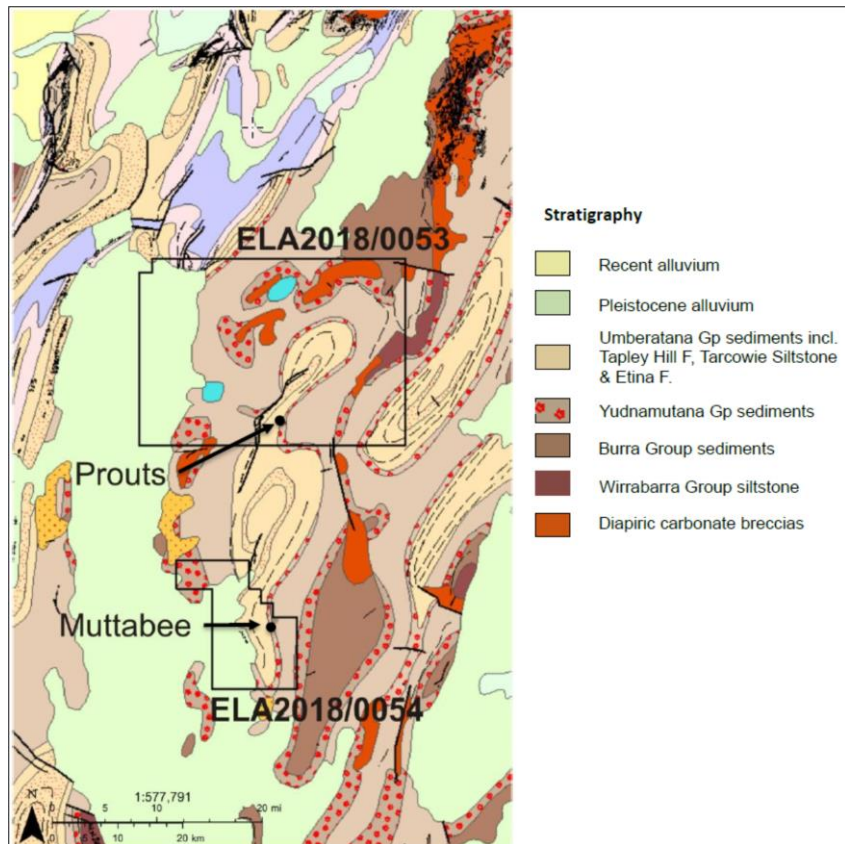 ELA2018/0053
Prouts
Muttabee
ELA2018/0054
N
1:577,791
0 5 10 20 mi
0 10 20 km
Stratigraphy
Recent alluvium
Pleistocene alluvium
Umberatana Gp sediments incl.
Tapley Hill F, Tarcowie Siltstone
& Etina F.
Yudnamutana Gp sediments
Burra Group sediments
Wirrabarra Group siltstone
Diapiric carbonate breccias